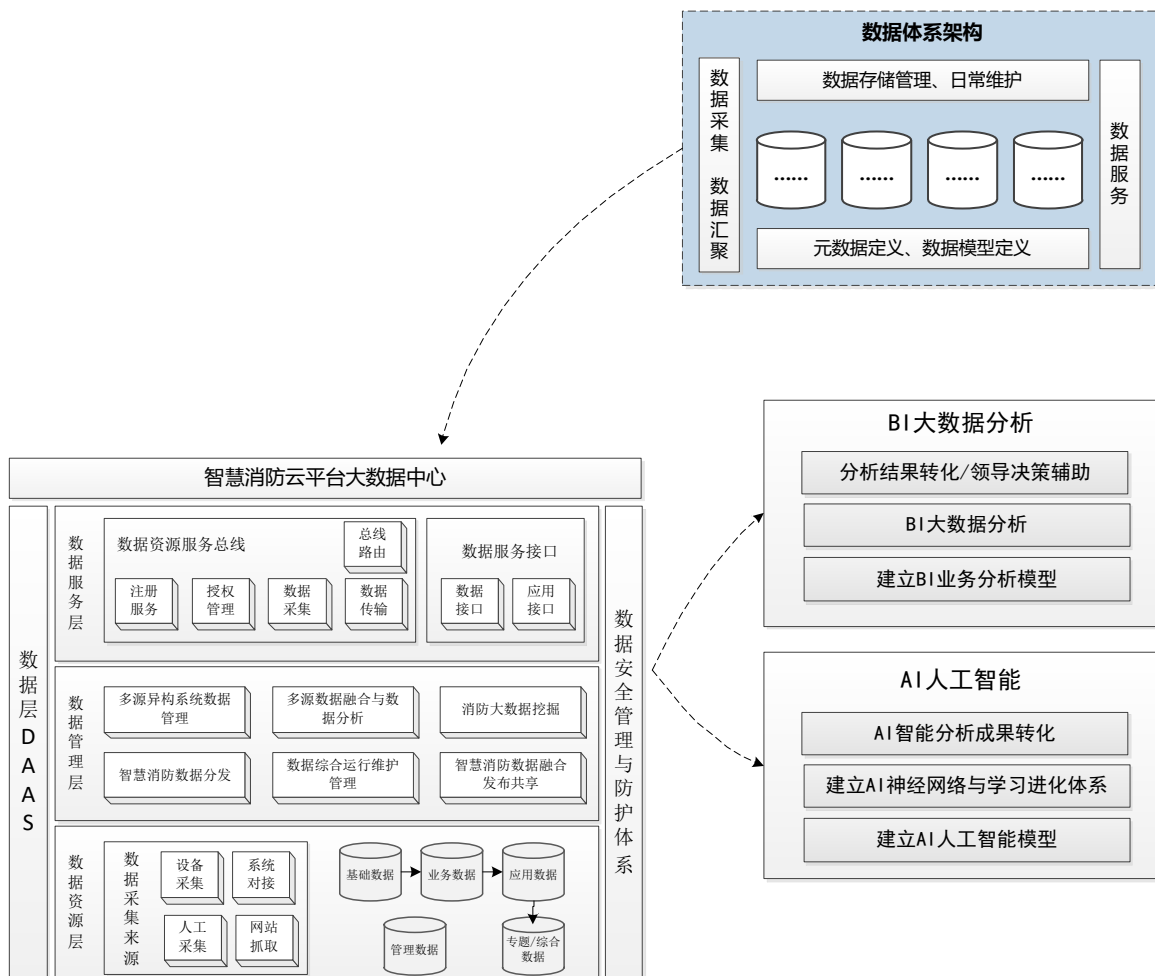 数据体系架构
数据采集 数据汇聚
数据存储管理、日常维护
......
......
......
......
元数据定义、数据模型定义
数据服务
智慧消防云平台大数据中心
数据层DAAS
数据服务层
数据资源服务总线
总线
路由
注册
服务
授权
管理
数据
采集
数据
传输
数据服务接口
数据
接口
应用
接口
数据管理层
多源异构系统数据
管理
多源数据融合与数
据分析
消防大数据挖掘
智慧消防数据分发
数据综合运行维护
管理
智慧消防数据融合
发布共享
数据资源层
数据采集来源
设备
采集
系统
对接
人工
采集
网站
抓取
基础数据
业务数据
应用数据
管理数据
专题/综合
数据
数据安全管理与防护体系
BI大数据分析
分析结果转化/领导决策辅助
BI大数据分析
建立BI业务分析模型
AI人工智能
AI智能分析成果转化
建立AI神经网络与学习进化体系
建立AI人工智能模型